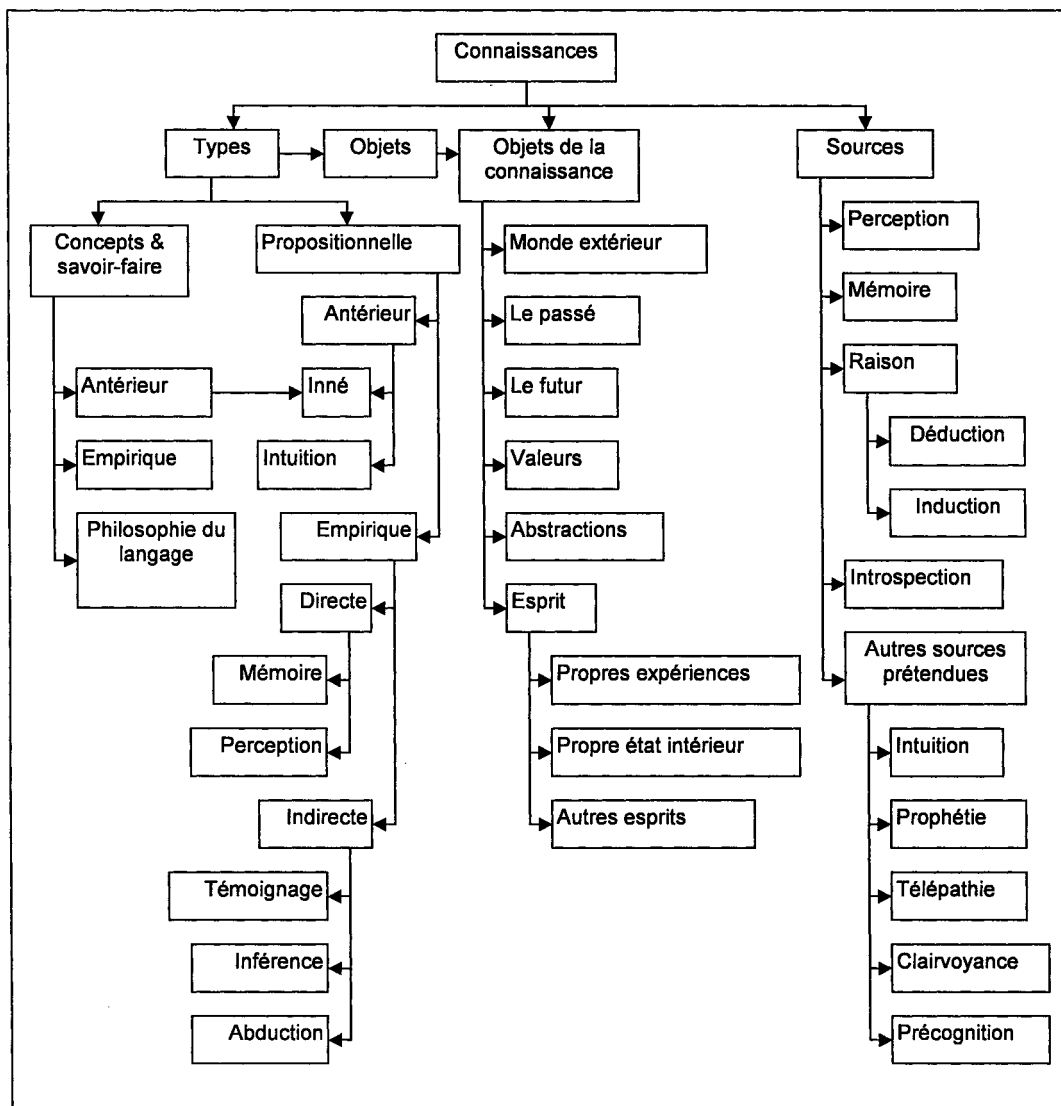 Connaissances
Types
Objets
Objets de la
connaissance
Sources
Concepts &
savoir-faire
Propositionnelle
Antérieur
Inné
Intuition
Antérieur
Empirique
Philosophie du
langage
Empirique
Directe
Mémoire
Perception
Indirecte
Témoignage
Inférence
Abduction
Monde extérieur
Le passé
Le futur
Valeurs
Abstractions
Esprit
Propres expériences
Propre état intérieur
Autres esprits
Perception
Mémoire
Raison
Déduction
Induction
Introspection
Autres sources
prétendues
Intuition
Prophétie
Télépathie
Clairvoyance
Précognition